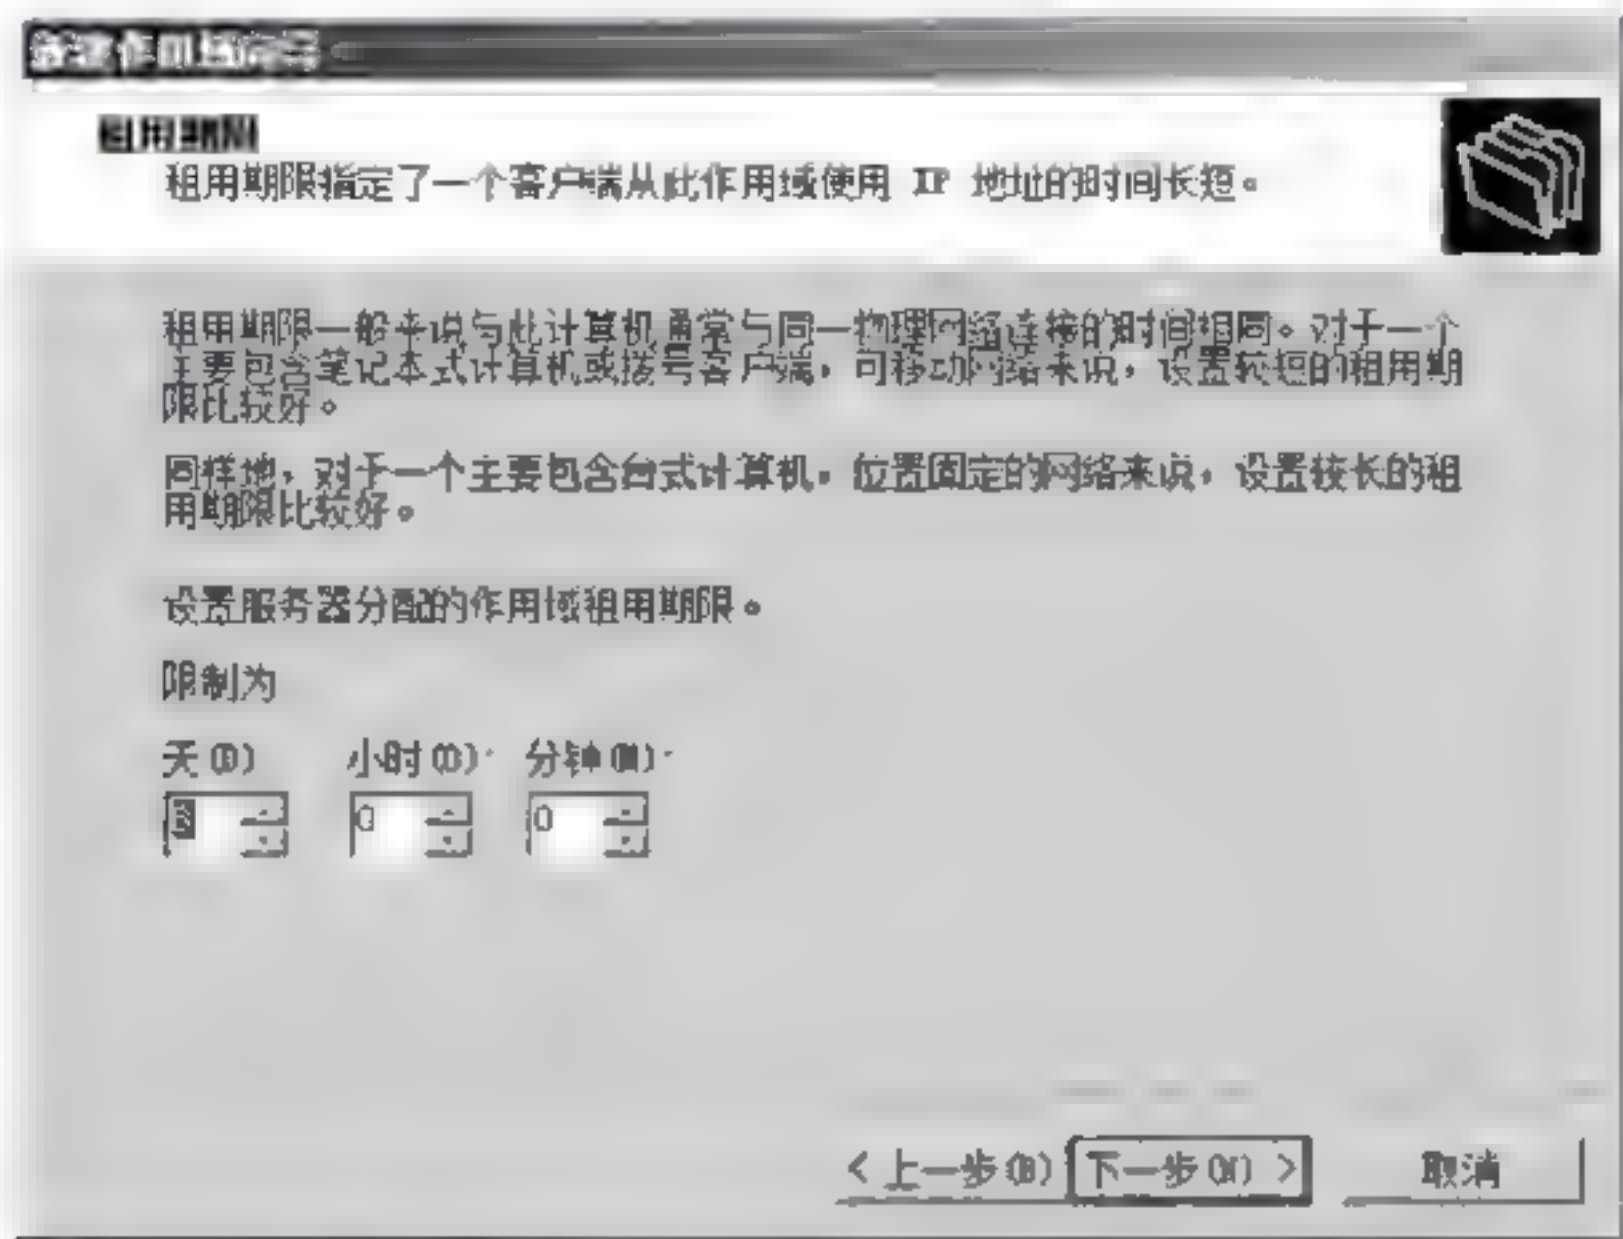 新建作用域向导
租用期限
租用期限指定了一个客户端从此作用域使用 IP 地址的时间长短。
租用期限一般来说与此计算机通常与同一物理网络连接的时间相同。对于一个
主要包含笔记本式计算机或拨号客户端，可移动网络来说，设置较短的租用期
限比较好。
同样地，对于一个主要包含台式计算机，位置固定的网络来说，设置较长的租
用期限比较好。
设置服务器分配的作用域租用期限。
限制为
天(D) 小时(O): 分钟(M):
0 0
< 上一步(B) 下一步(N) > 取消